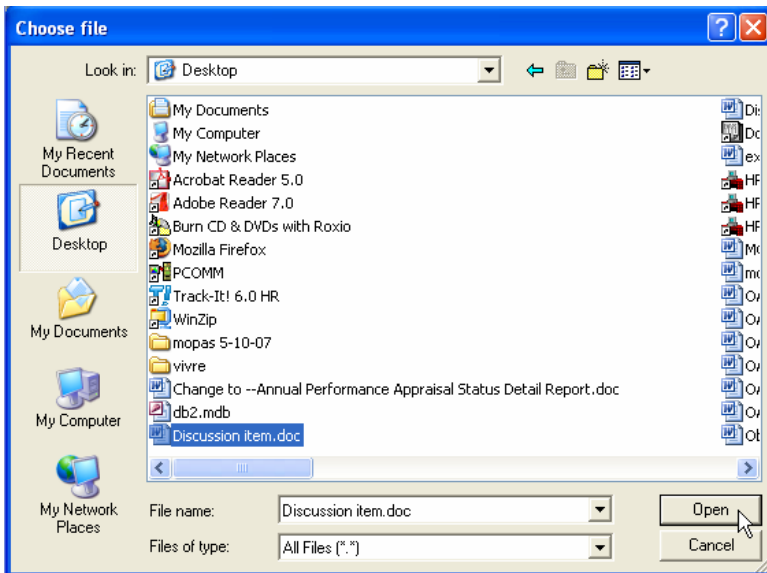 Choose file
Look in: Desktop
My Recent
Documents
Desktop
My Documents
My Computer
My Network
Places
My Documents
My Computer
My Network Places
Acrobat Reader 5.0
Adobe Reader 7.0
Burn CD & DVDs with Roxio
Mozilla Firefox
PCOMM
Track-It! 6.0 HR
WinZip
mopas 5-10-07
vivre
Change to --Annual Performance Appraisal Status Detail Report.doc
db2.mdb
Discussion item.doc
File name: Discussion item.doc Open
Files of type: All Files (*.*) Cancel